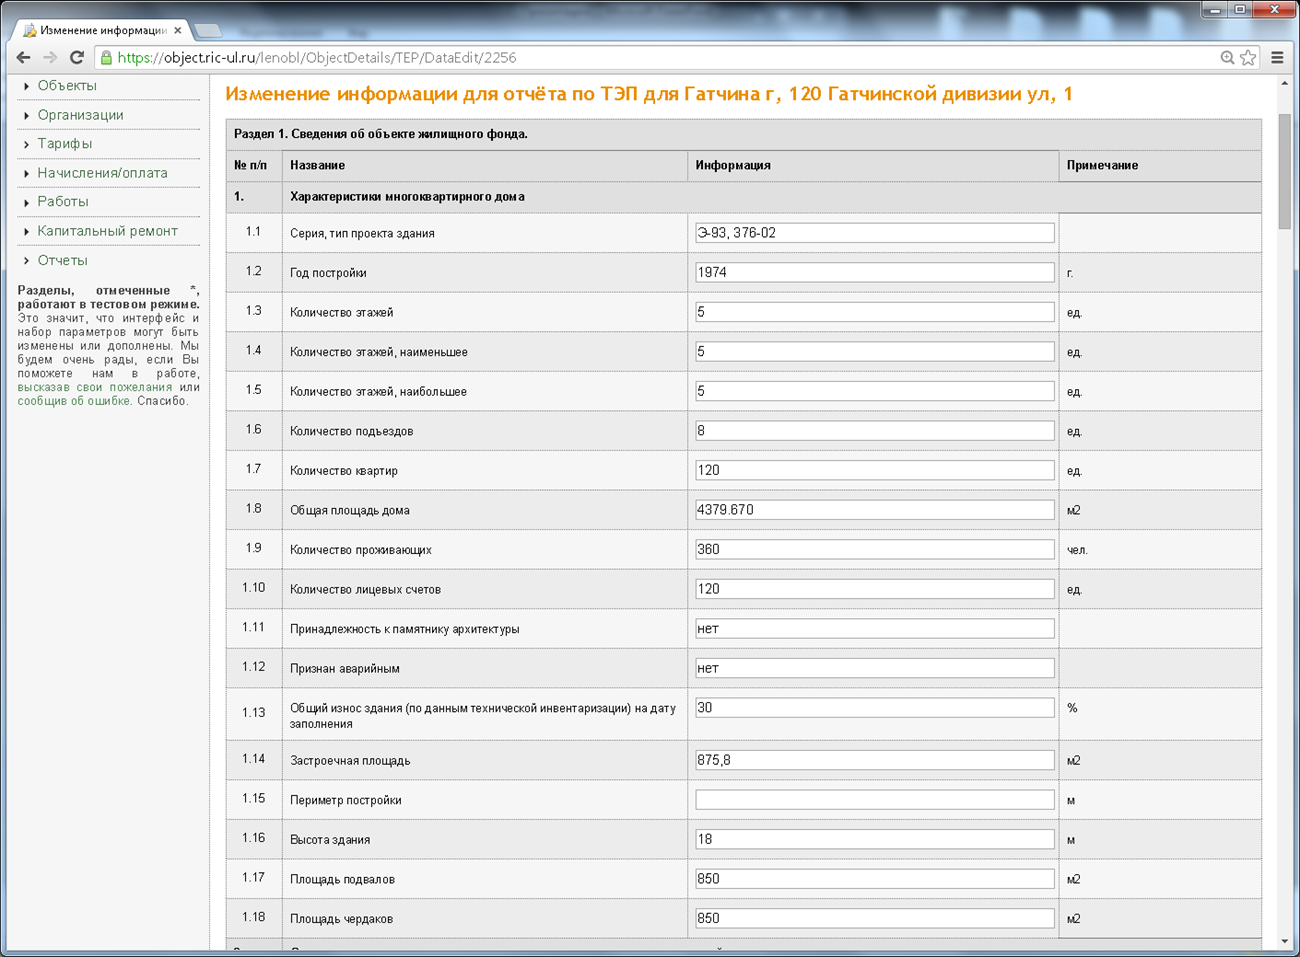 Изменение информации
https://object.ric-ul.ru/lenobl/ObjectDetails/TEP/DataEdit/2256
Объекты
Организации
Тарифы
Начисления/оплата
Работы
Капитальный ремонт
Отчеты
Разделы, отмеченные *,
работают в тестовом режиме.
Это значит, что интерфейс и
набор параметров могут быть
изменены или дополнены. Мы
будем очень рады, если Вы
поможете нам в работе,
высказав свои пожелания или
сообщив об ошибке. Спасибо.
Изменение информации для отчёта по ТЭП для Гатчина г, 120 Гатчинской дивизии ул, 1
Раздел 1. Сведения об объекте жилищного фонда.
№ п/п Название Информация Примечание
1. Характеристики многоквартирного дома
1.1 Серия, тип проекта здания Э-93, 376-02
1.2 Год постройки 1974 г.
1.3 Количество этажей 5 ед.
1.4 Количество этажей, наименьшее 5 ед.
1.5 Количество этажей, наибольшее 5 ед.
1.6 Количество подъездов 8 ед.
1.7 Количество квартир 120 ед.
1.8 Общая площадь дома 4379.670 м2
1.9 Количество проживающих 360 чел.
1.10 Количество лицевых счетов 120 ед.
1.11 Принадлежность к памятнику архитектуры нет
1.12 Признан аварийным нет
1.13 Общий износ здания (по данным технической инвентаризации) на дату 30 %
заполнения
1.14 Застроечная площадь 875,8 м2
1.15 Периметр постройки м
1.16 Высота здания 18 м
1.17 Площадь подвалов 850 м2
1.18 Площадь чердаков 850 м2